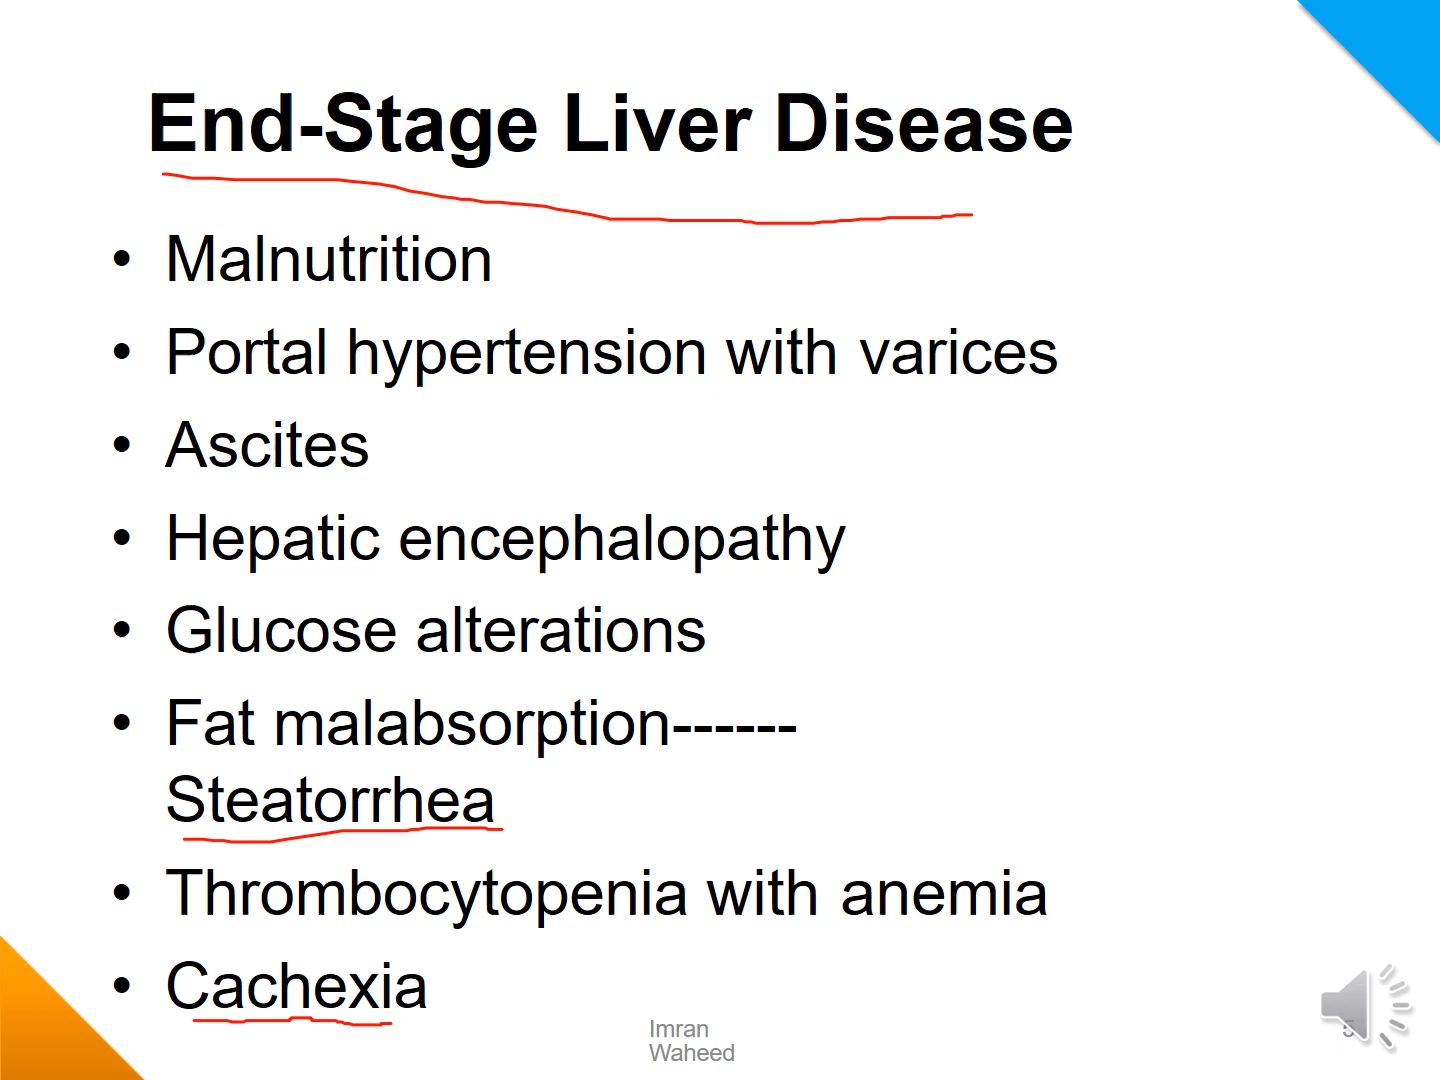 End-Stage Liver Disease
• Malnutrition
• Portal hypertension with varices
• Ascites
• Hepatic encephalopathy
• Glucose alterations
• Fat malabsorption------
Steatorrhea
• Thrombocytopenia with anemia
• Cachexia
Imran
Waheed
5